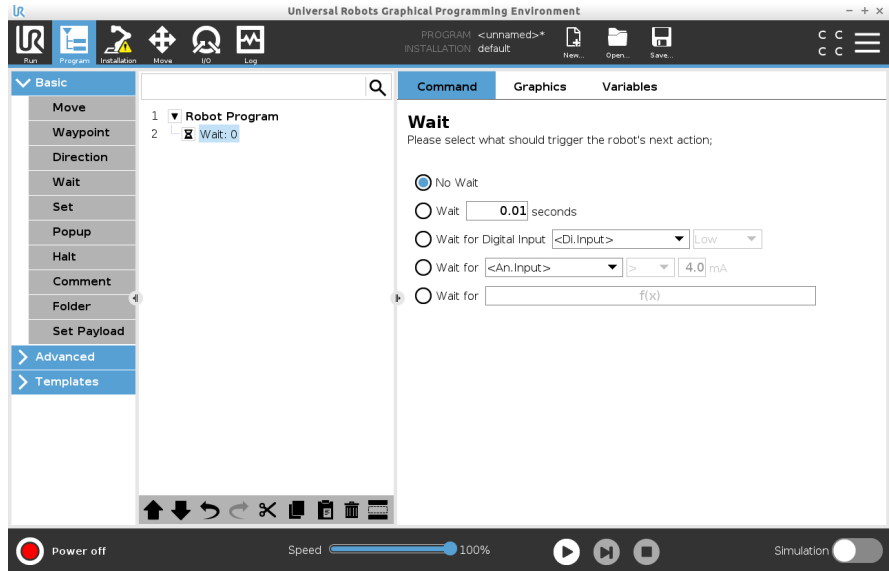 UR Universal Robots Graphical Programming Environment
UR Run Program Installation Move I/O Log PROGRAM <unnamed>* New... Open... Save... C C
INSTALLATION default C C
Basic
Move
Waypoint
Direction
Wait
Set
Popup
Halt
Comment
Folder
Set Payload
Advanced
Templates
1 Robot Program
2 Wait: 0
Command Graphics Variables
Wait
Please select what should trigger the robot's next action;
No Wait
Wait 0.01 seconds
Wait for Digital Input <Di.Input> Low
Wait for <An.Input> > 4.0 mA
Wait for f(x)
Power off Speed 100% Simulation